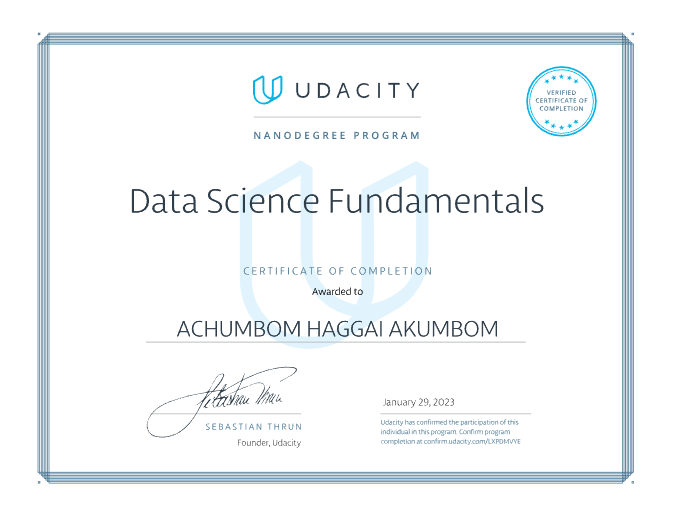 UDACITY
VERIFIED
CERTIFICATE OF
COMPLETION
NANODEGREE PROGRAM
Data Science Fundamentals
CERTIFICATE OF COMPLETION
Awarded to
ACHUMBOM HAGGAI AKUMBOM
Sebastian Thrun
SEBASTIAN THRUN
Founder, Udacity
January 29, 2023
Udacity has confirmed the participation of this
individual in this program. Confirm program
completion at confirm.udacity.com/LXPDMVYE